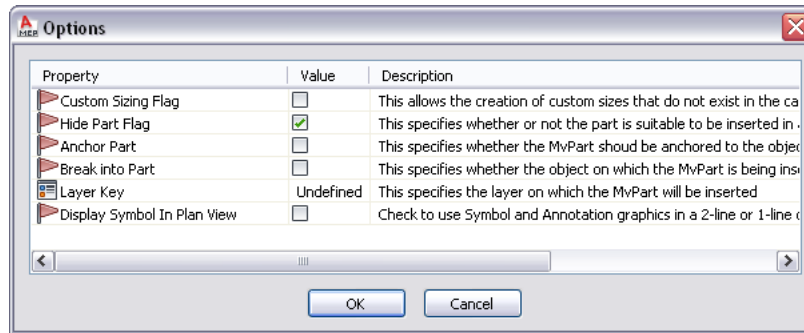 A
MEP Options
Property Value Description
Custom Sizing Flag This allows the creation of custom sizes that do not exist in the ca
Hide Part Flag This specifies whether or not the part is suitable to be inserted in
Anchor Part This specifies whether the MvPart shoud be anchored to the objec
Break into Part This specifies whether the object on which the MvPart is being ins
Layer Key Undefined This specifies the layer on which the MvPart will be inserted
Display Symbol In Plan View Check to use Symbol and Annotation graphics in a 2-line or 1-line
OK Cancel